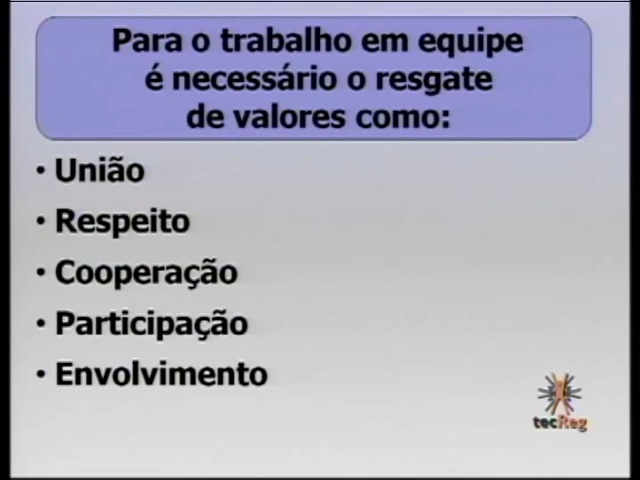 Para o trabalho em equipe
é necessário o resgate
de valores como:
• União
• Respeito
• Cooperação
• Participação
• Envolvimento
tecReg